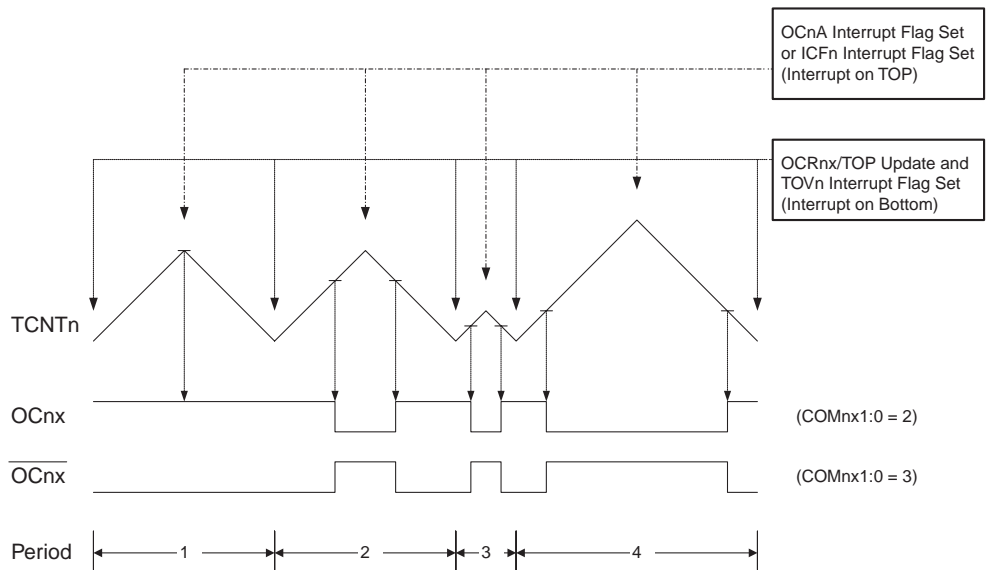 OCnA Interrupt Flag Set
or ICFn Interrupt Flag Set
(Interrupt on TOP)
OCRnx/TOP Update and
TOVn Interrupt Flag Set
(Interrupt on Bottom)
TCNTn
OCnx
(COMnx1:0 = 2)
OCnx
(COMnx1:0 = 3)
Period
1
2
3
4